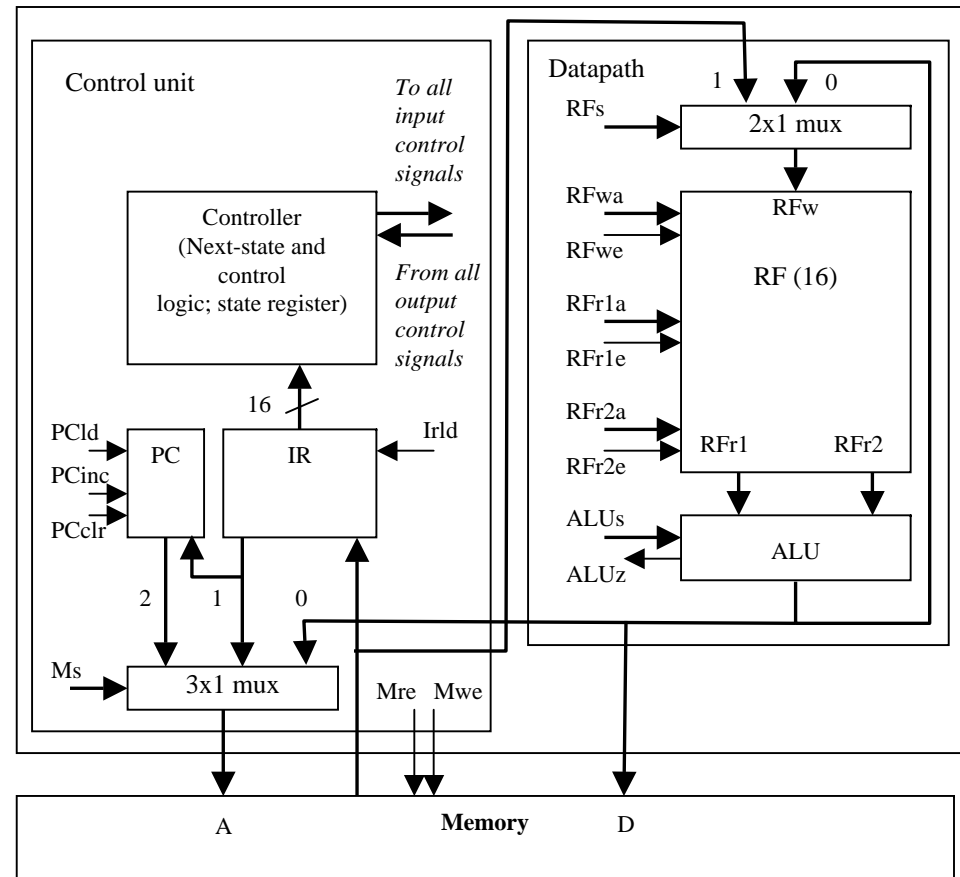 Control unit
To all
input
control
signals
Controller
(Next-state and
control
logic; state register)
From all
output
control
signals
16
PCld
PC
IR
Irld
PCinc
PCclr
2
1
0
Ms
3x1 mux
Mre
Mwe
Datapath
1
0
RFs
2x1 mux
RFwa
RFw
RFwe
RF (16)
RFr1a
RFr1e
RFr2a
RFr1
RFr2
RFr2e
ALUs
ALU
ALUz
A
Memory
D